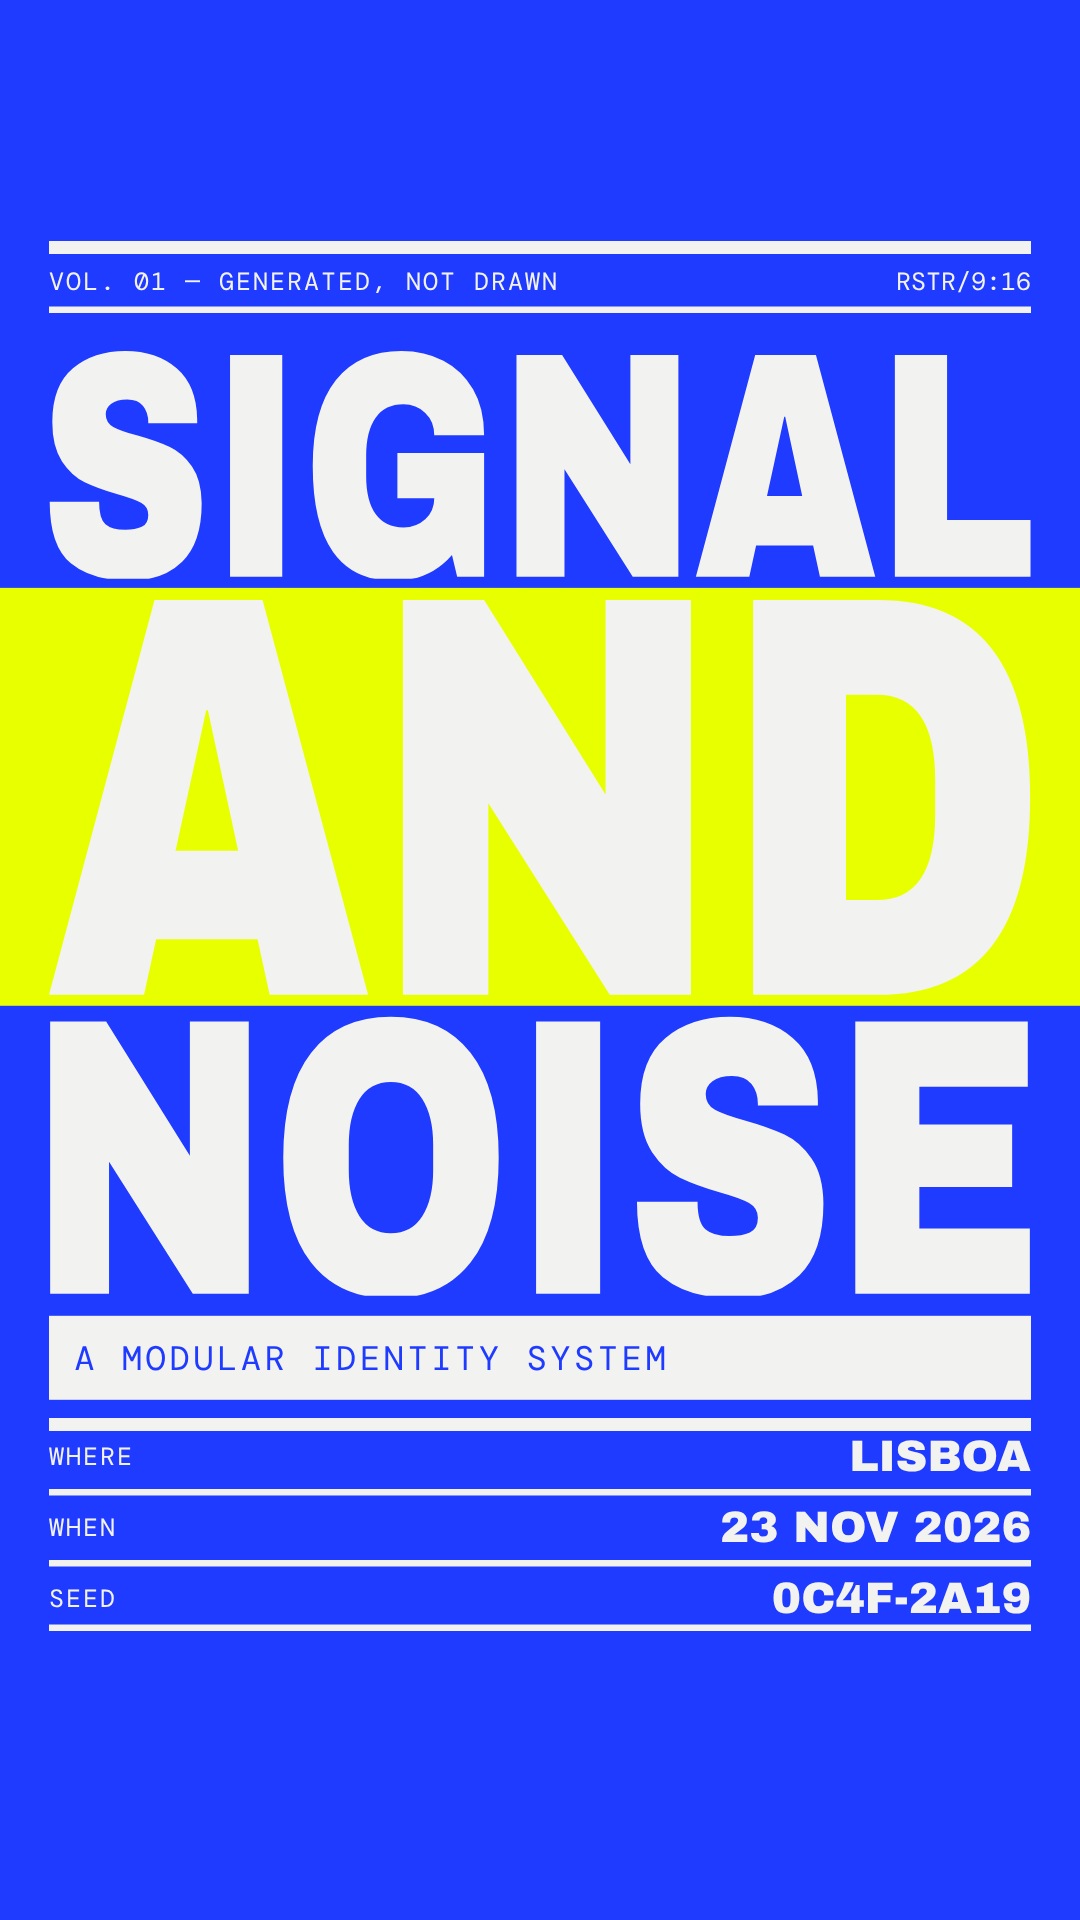 VOL. 01 — GENERATED, NOT DRAWN RSTR/9:16
SIGNAL
AND
NOISE
A MODULAR IDENTITY SYSTEM
WHERE LISBOA
WHEN 23 NOV 2026
SEED 0C4F-2A19